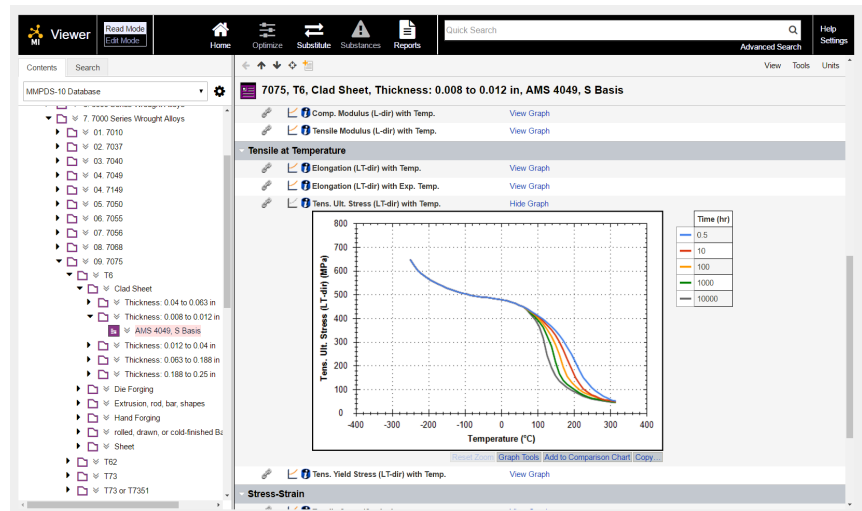 MI
Viewer
Read Mode
Edit Mode
Home
Optimize
Substitute
Substances
Reports
Quick Search
Advanced Search
Help
Settings
Contents
Search
MMPDS-10 Database
7. 7000 Series Wrought Alloys
01. 7010
02. 7037
03. 7040
04. 7049
04. 7149
05. 7050
06. 7055
07. 7056
08. 7068
09. 7075
T6
Clad Sheet
Thickness: 0.04 to 0.063 in
Thickness: 0.008 to 0.012 in
AMS 4049, S Basis
Thickness: 0.012 to 0.04 in
Thickness: 0.063 to 0.188 in
Thickness: 0.188 to 0.25 in
Die Forging
Extrusion, rod, bar, shapes
Hand Forging
rolled, drawn, or cold-finished Ba
Sheet
T62
T73
T73 or T7351
View
Tools
Units
7075, T6, Clad Sheet, Thickness: 0.008 to 0.012 in, AMS 4049, S Basis
Comp. Modulus (L-dir) with Temp. View Graph
Tensile Modulus (L-dir) with Temp. View Graph
Tensile at Temperature
Elongation (LT-dir) with Temp. View Graph
Elongation (LT-dir) with Exp. Temp. View Graph
Tens. Ult. Stress (LT-dir) with Temp. Hide Graph
Tens. Ult. Stress (LT-dir) (MPa)
800
700
600
500
400
300
200
100
0
-400 -300 -200 -100 0 100 200 300 400
Temperature (°C)
Time (hr)
0.5
10
100
1000
10000
Reset Zoom Graph Tools Add to Comparison Chart Copy...
Tens. Yield Stress (LT-dir) with Temp. View Graph
Stress-Strain